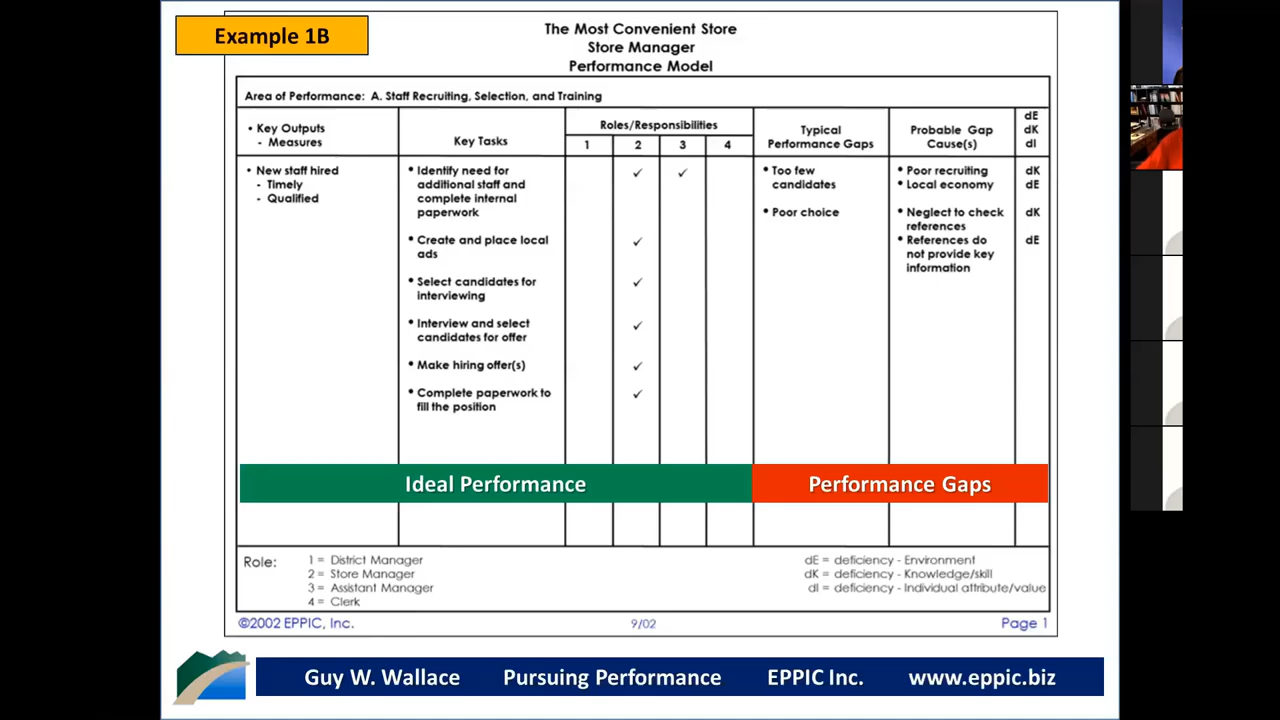 Example 1B
The Most Convenient Store
Store Manager
Performance Model
Area of Performance: A. Staff Recruiting, Selection, and Training
• Key Outputs
- Measures
Key Tasks
Roles/Responsibilities
1 2 3 4
Typical
Performance Gaps
Probable Gap
Cause(s)
dE
dK
dI
• New staff hired
- Timely
- Qualified
• Identify need for
additional staff and
complete internal
paperwork
✓ ✓
• Create and place local
ads
✓
• Select candidates for
interviewing
✓
• Interview and select
candidates for offer
✓
• Make hiring offer(s)
✓
• Complete paperwork to
fill the position
✓
• Too few
candidates
• Poor choice
• Poor recruiting
• Local economy
• Neglect to check
references
• References do
not provide key
information
dK
dE
dK
dE
Ideal Performance
Performance Gaps
Role:
1 = District Manager
2 = Store Manager
3 = Assistant Manager
4 = Clerk
dE = deficiency - Environment
dK = deficiency - Knowledge/skill
dI = deficiency - Individual attribute/value
©2002 EPPIC, Inc.
9/02
Page 1
Guy W. Wallace Pursuing Performance EPPIC Inc. www.eppic.biz